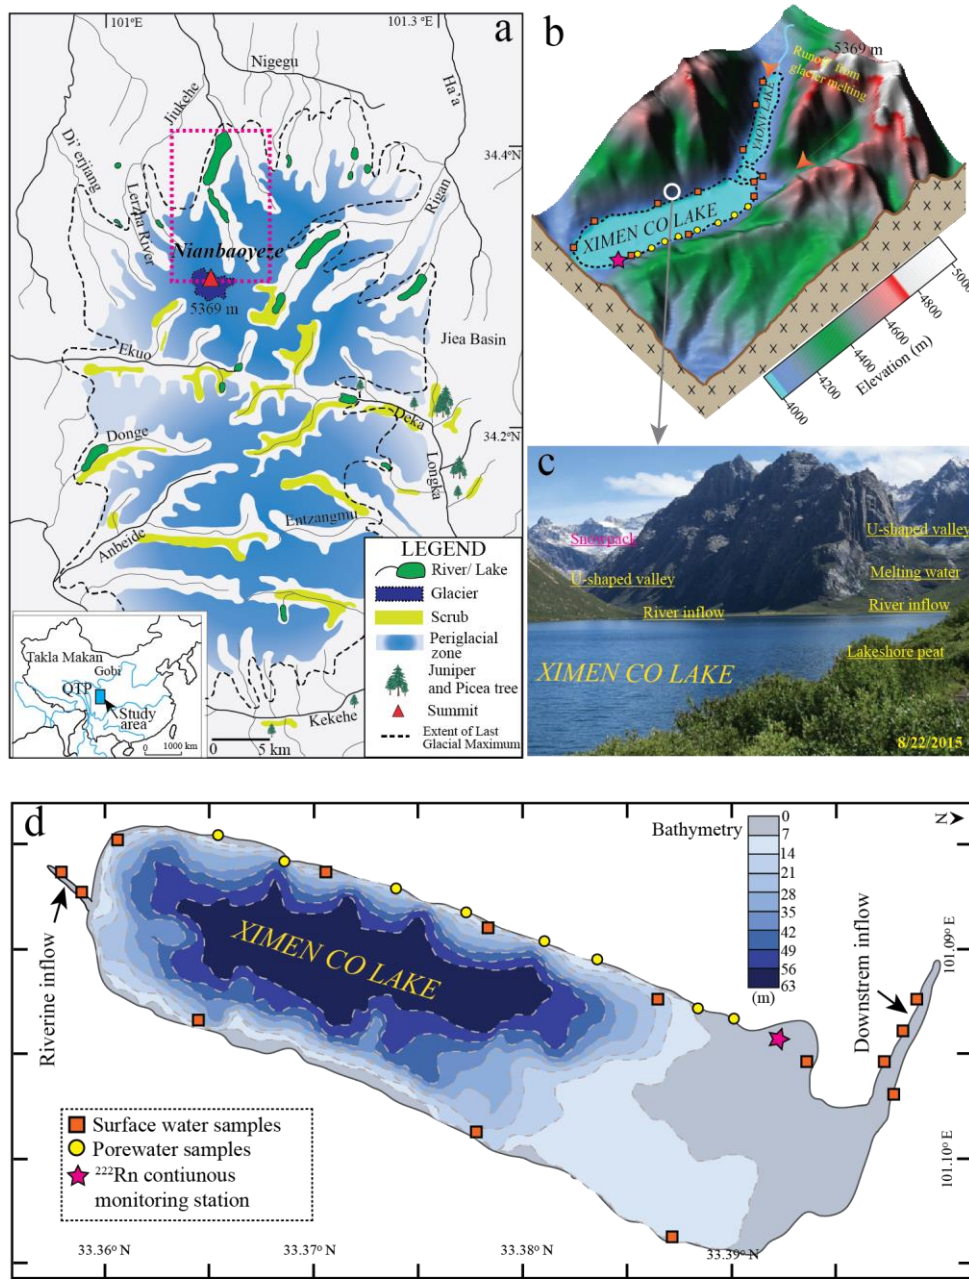 101°E
101.3 °E
a
Nigegu
Jiukehe
Ha'a
Di' erjiang
34.4°N
Lerzha River
Rigan
Nianbaoyeze
5369 m
Jiea Basin
Ekuo
Deka
34.2°N
Donge
Longka
Entzangmu
Anbeide
Kekehe
0
5 km
LEGEND
River/ Lake
Glacier
Scrub
Periglacial
zone
Juniper
and Picea tree
Summit
Extent of Last
Glacial Maximum
Takla Makan
Gobi
QTP
Study
area
0 1000 km
b
5369 m
Runoff from
glacier melting
YAONI LAKE
XIMEN CO LAKE
5000
4800
4600
4400
4200
4000
Elevation (m)
c
Snowpack
U-shaped valley
U-shaped valley
Melting water
River inflow
River inflow
Lakeshore peat
XIMEN CO LAKE
8/22/2015
d
Bathymetry
0
7
14
21
28
35
42
49
56
63
(m)
N
XIMEN CO LAKE
Riverine inflow
Downstrem inflow
101.09° E
101.10° E
Surface water samples
Porewater samples
²²²Rn contiunous
monitoring station
33.36° N
33.37° N
33.38° N
33.39° N